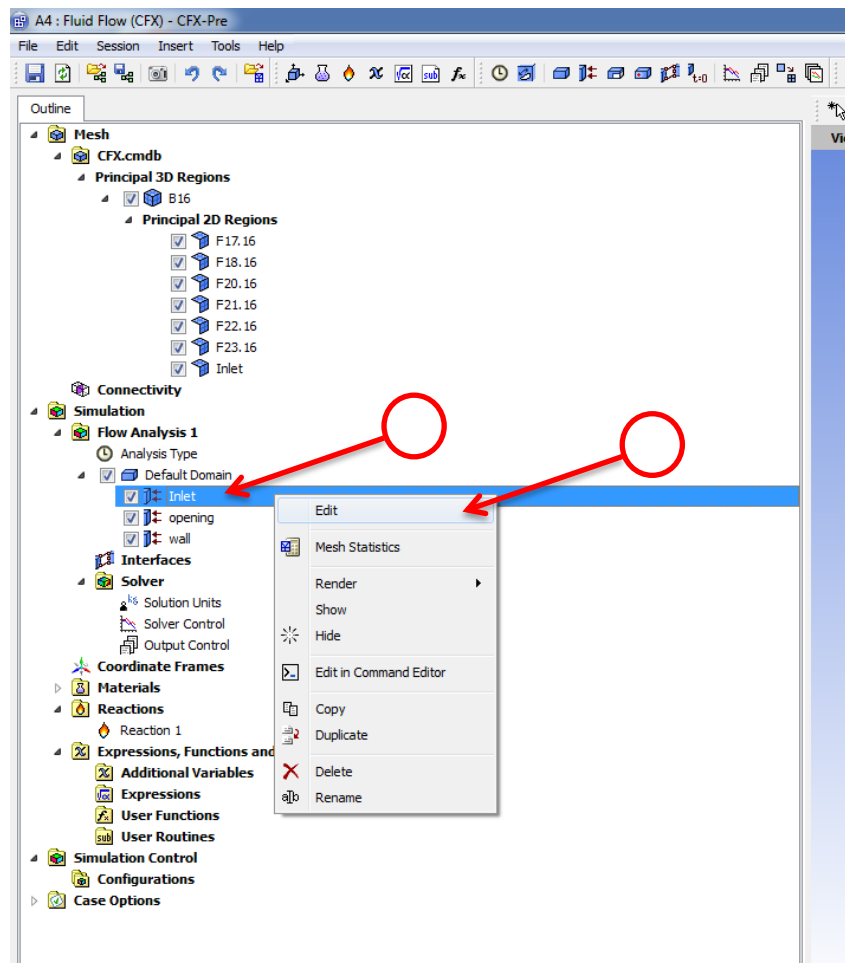 A4 : Fluid Flow (CFX) - CFX-Pre
File Edit Session Insert Tools Help
Outline
Mesh
CFX.cmdb
Principal 3D Regions
B16
Principal 2D Regions
F17.16
F18.16
F20.16
F21.16
F22.16
F23.16
Inlet
Connectivity
Simulation
Flow Analysis 1
Analysis Type
Default Domain
Inlet
opening
wall
Interfaces
Solver
Solution Units
Solver Control
Output Control
Coordinate Frames
Materials
Reactions
Reaction 1
Expressions, Functions and
Additional Variables
Expressions
User Functions
User Routines
Simulation Control
Configurations
Case Options
Edit
Mesh Statistics
Render
Show
Hide
Edit in Command Editor
Copy
Duplicate
Delete
Rename